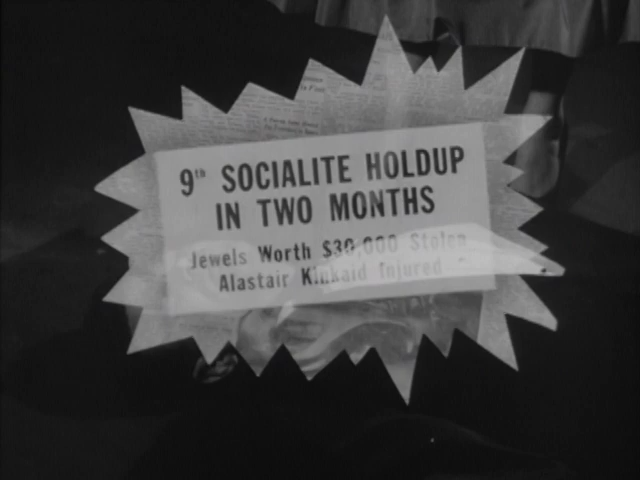 9th SOCIALITE HOLDUP
IN TWO MONTHS
Jewels Worth $30,000 Stolen
Alastair Kinkaid Injured